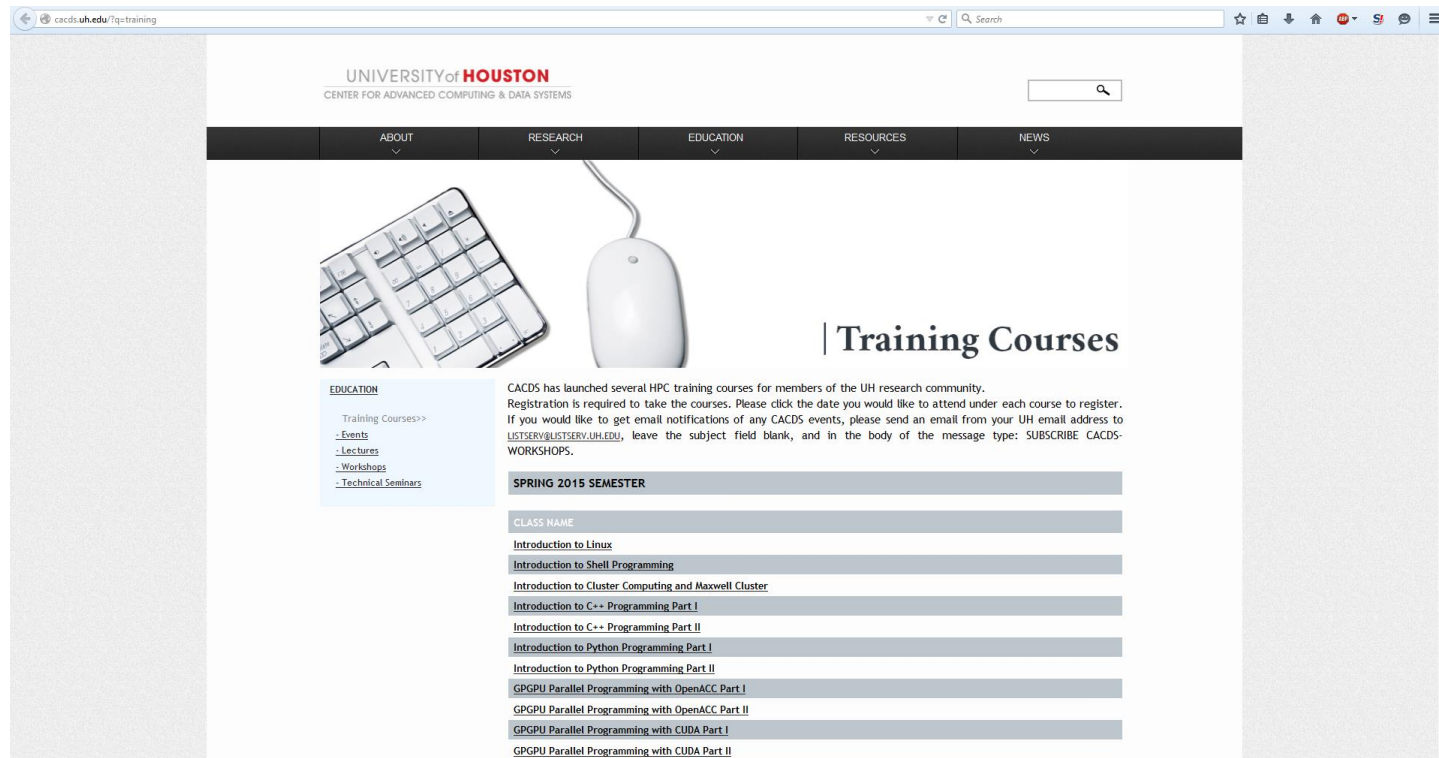 cacds.uh.edu/?q=training
Search
UNIVERSITYof HOUSTON
CENTER FOR ADVANCED COMPUTING & DATA SYSTEMS
ABOUT
RESEARCH
EDUCATION
RESOURCES
NEWS
Training Courses
EDUCATION
Training Courses>>
- Events
- Lectures
- Workshops
- Technical Seminars
CACDS has launched several HPC training courses for members of the UH research community.
Registration is required to take the courses. Please click the date you would like to attend under each course to register.
If you would like to get email notifications of any CACDS events, please send an email from your UH email address to
LISTSERV@LISTSERV.UH.EDU, leave the subject field blank, and in the body of the message type: SUBSCRIBE CACDS-
WORKSHOPS.
SPRING 2015 SEMESTER
CLASS NAME
Introduction to Linux
Introduction to Shell Programming
Introduction to Cluster Computing and Maxwell Cluster
Introduction to C++ Programming Part I
Introduction to C++ Programming Part II
Introduction to Python Programming Part I
Introduction to Python Programming Part II
GPGPU Parallel Programming with OpenACC Part I
GPGPU Parallel Programming with OpenACC Part II
GPGPU Parallel Programming with CUDA Part I
GPGPU Parallel Programming with CUDA Part II